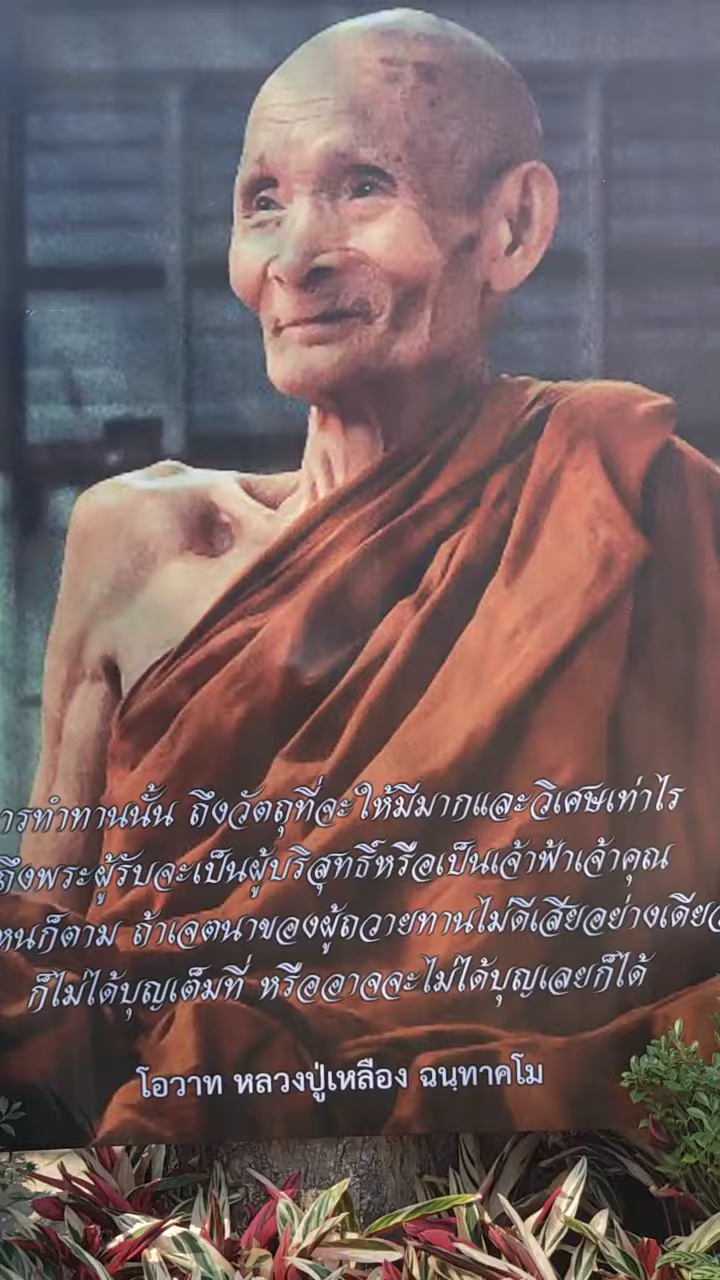 ารทำทานนั้น ถึงวัตถุที่จะให้มีมากและวิเศษเท่าไร
ถึงพระผู้รับจะเป็นผู้บริสุทธิ์หรือเป็นเจ้าฟ้าเจ้าคุณ
หนก็ตาม ถ้าเจตนาของผู้ถวายทานไม่ดีเสียอย่างเดียว
ก็ไม่ได้บุญเต็มที่ หรืออาจจะไม่ได้บุญเลยก็ได้
โอวาท หลวงปู่เหลือง ฉนฺทาคโม